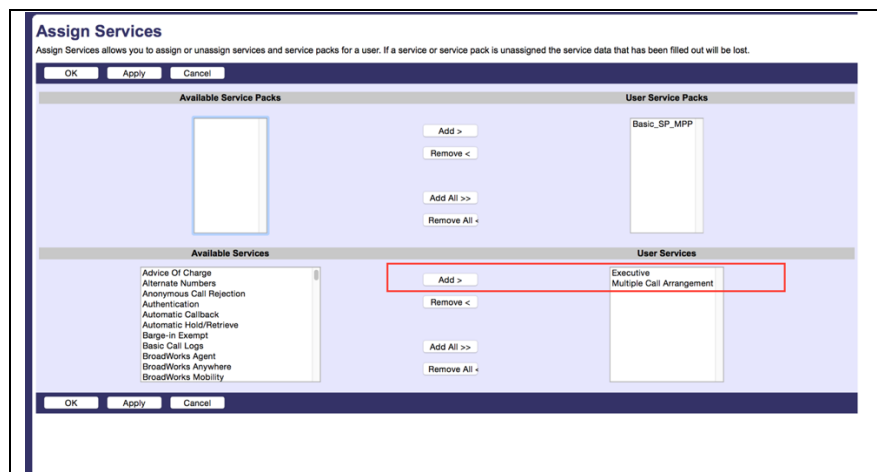 Assign Services
Assign Services allows you to assign or unassign services and service packs for a user. If a service or service pack is unassigned the service data that has been filled out will be lost.
OK Apply Cancel
Available Service Packs User Service Packs
Basic_SP_MPP
Add >
Remove <
Add All >>
Remove All <
Available Services User Services
Advice Of Charge
Alternate Numbers
Anonymous Call Rejection
Authentication
Automatic Callback
Automatic Hold/Retrieve
Barge-in Exempt
Basic Call Logs
BroadWorks Agent
BroadWorks Anywhere
BroadWorks Mobility
Add >
Remove <
Add All >>
Remove All <
Executive
Multiple Call Arrangement
OK Apply Cancel